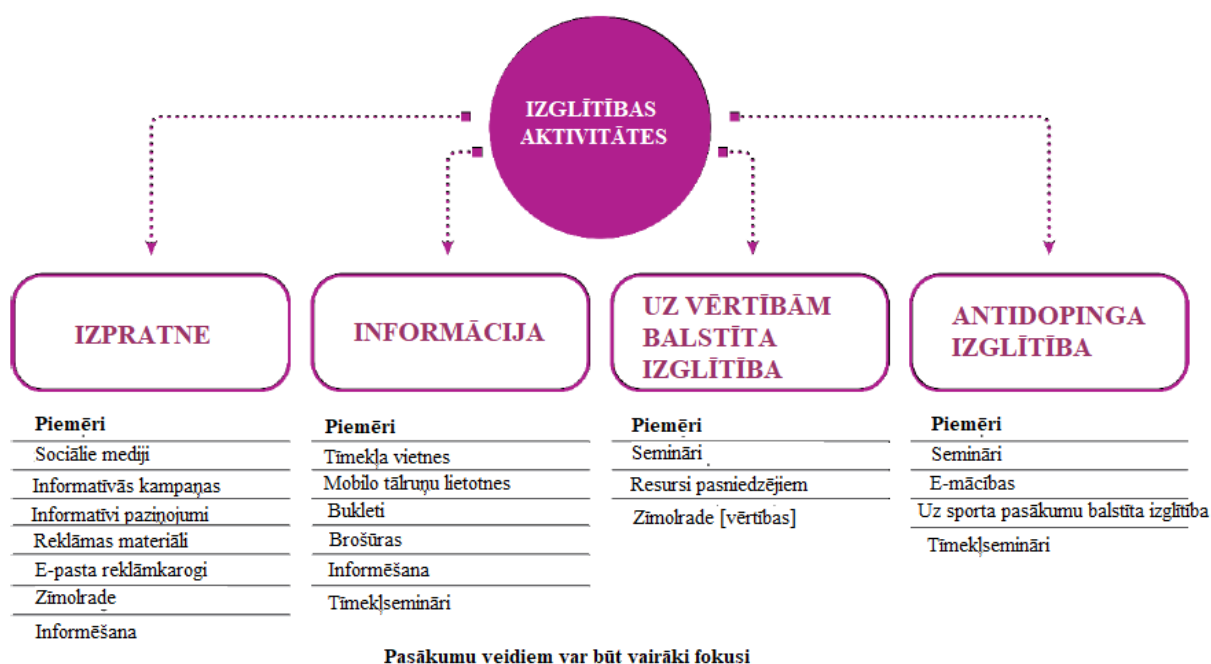 IZGLĪTĪBAS
AKTIVITĀTES
IZPRATNE
Piemēri
Sociālie mediji
Informatīvās kampaņas
Informatīvi paziņojumi
Reklāmas materiāli
E-pasta reklāmkarogi
Zīmolrade
Informēšana
INFORMĀCIJA
Piemēri
Tīmekļa vietnes
Mobilo tālruņu lietotnes
Bukleti
Brošūras
Informēšana
Tīmekļsemināri
UZ VĒRTĪBĀM
BALSTĪTA
IZGLĪTĪBA
Piemēri
Semināri
Resursi pasniedzējiem
Zīmolrade [vērtības]
ANTIDOPINGA
IZGLĪTĪBA
Piemēri
Semināri
E-mācības
Uz sporta pasākumu balstīta izglītība
Tīmekļsemināri
Pasākumu veidiem var būt vairāki fokusi